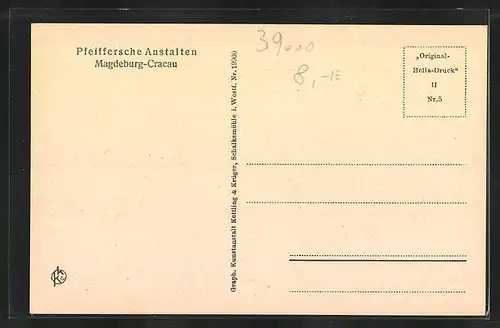 Pfeiffersche Anstalten
Magdeburg-Cracau
Graph. Kunstanstalt Kettling & Krüger, Schalksmühle i. Westf. Nr. 19000
39000
8,-
„Original-
Hella-Druck"
II
Nr. 5